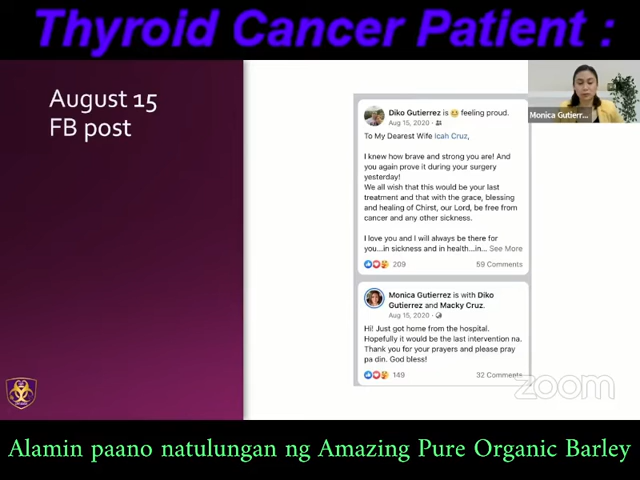 Thyroid Cancer Patient :
August 15
FB post
Diko Gutierrez is 🥹 feeling proud.
Aug 15, 2020 ·
To My Dearest Wife Icah Cruz,
I knew how brave and strong you are! And
you again prove it during your surgery
yesterday!
We all wish that this would be your last
treatment and that with the grace, blessing
and healing of Chirst, our Lord, be free from
cancer and any other sickness.
I love you and I will always be there for
you...in sickness and in health...in... See More
209
59 Comments
Monica Gutierrez is with Diko
Gutierrez and Macky Cruz.
Aug 15, 2020 ·
Hi! Just got home from the hospital.
Hopefully it would be the last intervention na.
Thank you for your prayers and please pray
pa din. God bless!
149
32 Comments
Monica Gutierr...
zoom
Alamin paano natulungan ng Amazing Pure Organic Barley